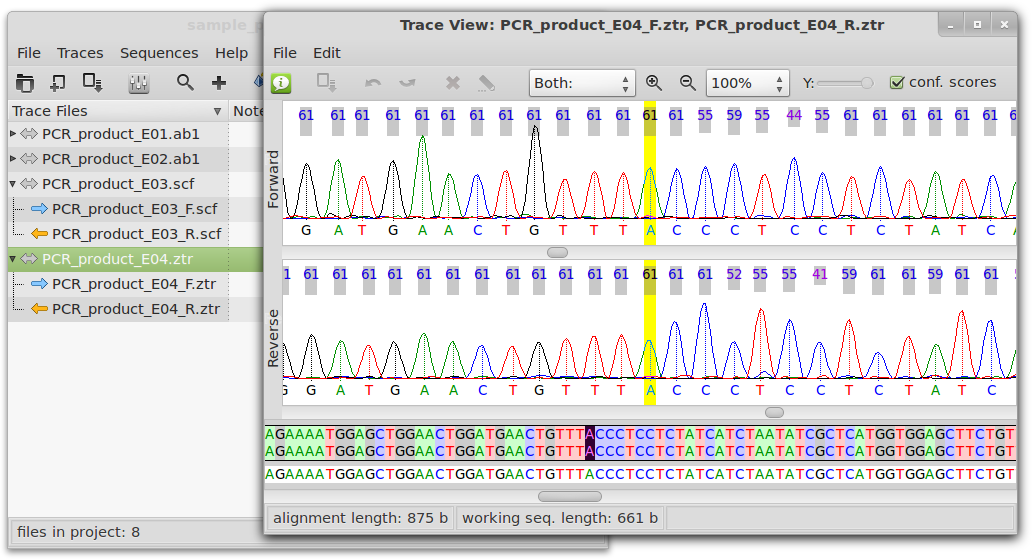 sample_p
File Traces Sequences Help
Trace Files
Note
PCR_product_E01.ab1
PCR_product_E02.ab1
PCR_product_E03.scf
PCR_product_E03_F.scf
PCR_product_E03_R.scf
PCR_product_E04.ztr
PCR_product_E04_F.ztr
PCR_product_E04_R.ztr
files in project: 8
Trace View: PCR_product_E04_F.ztr, PCR_product_E04_R.ztr
File Edit
Both: 100% Y: conf. scores
61 61 61 61 61 61 61 61 61 61 61 61 61 61 55 59 55 44 55 61 61 61 61 61 61
Forward
G A T G A A C T G T T T A C C C T C C T C T A T C A
61 61 61 61 61 61 61 61 61 61 61 61 61 61 61 52 55 55 41 59 61 61 59 61 61
Reverse
G G A T G A A C T G T T T A C C C T C C T C T A T C
AGAAAATGGAGCTGGAACTGGATGAACTGTTTACCCTCCTCTATCATCTAATATCGCTCATGGTGGAGCTTCTGT
AGAAAATGGAGCTGGAACTGGATGAACTGTTTACCCTCCTCTATCATCTAATATCGCTCATGGTGGAGCTTCTGT
AGAAAATGGAGCTGGAACTGGATGAACTGTTTACCCTCCTCTATCATCTAATATCGCTCATGGTGGAGCTTCTGT
alignment length: 875 b working seq. length: 661 b